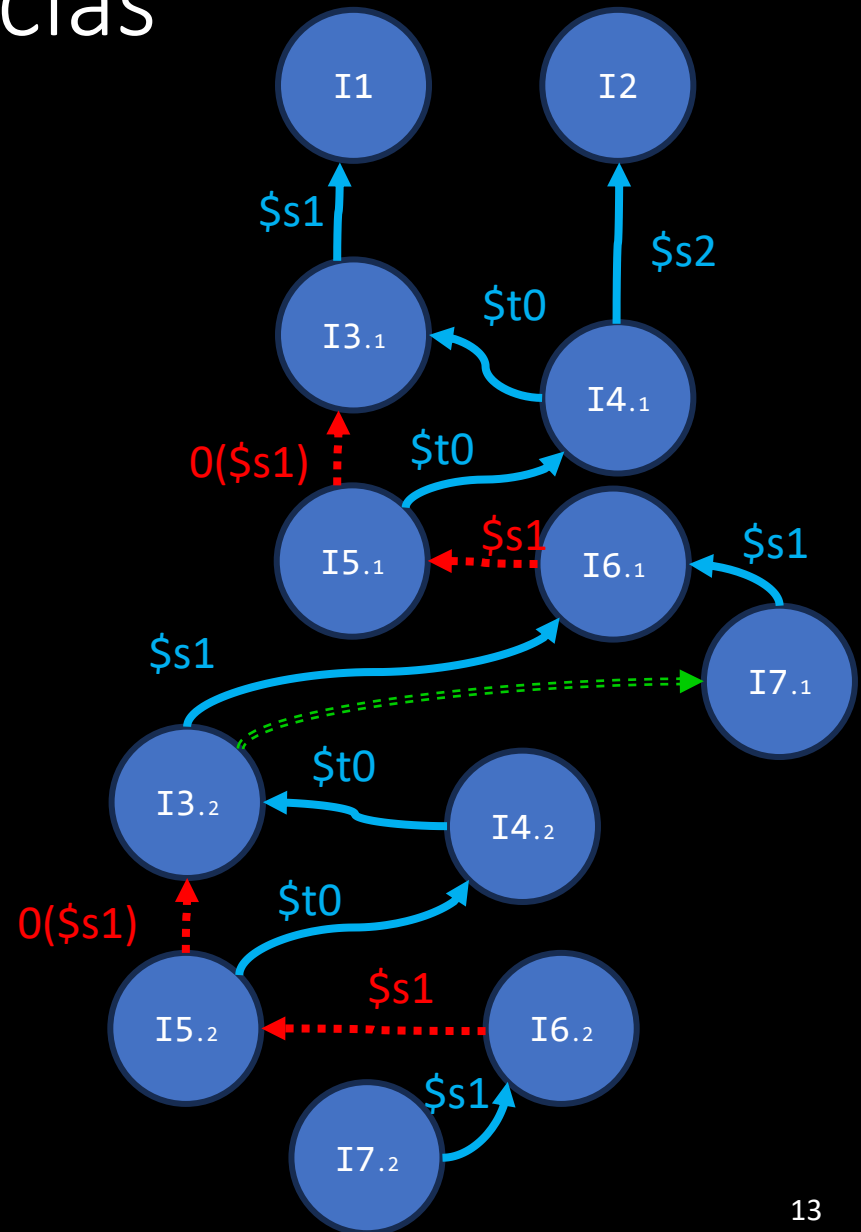 cias
I1
I2
$s1
$s2
$t0
I3.1
I4.1
$t0
0($s1)
$s1
$s1
I5.1
I6.1
$s1
I7.1
$t0
I3.2
I4.2
$t0
0($s1)
$s1
I5.2
I6.2
$s1
I7.2
13